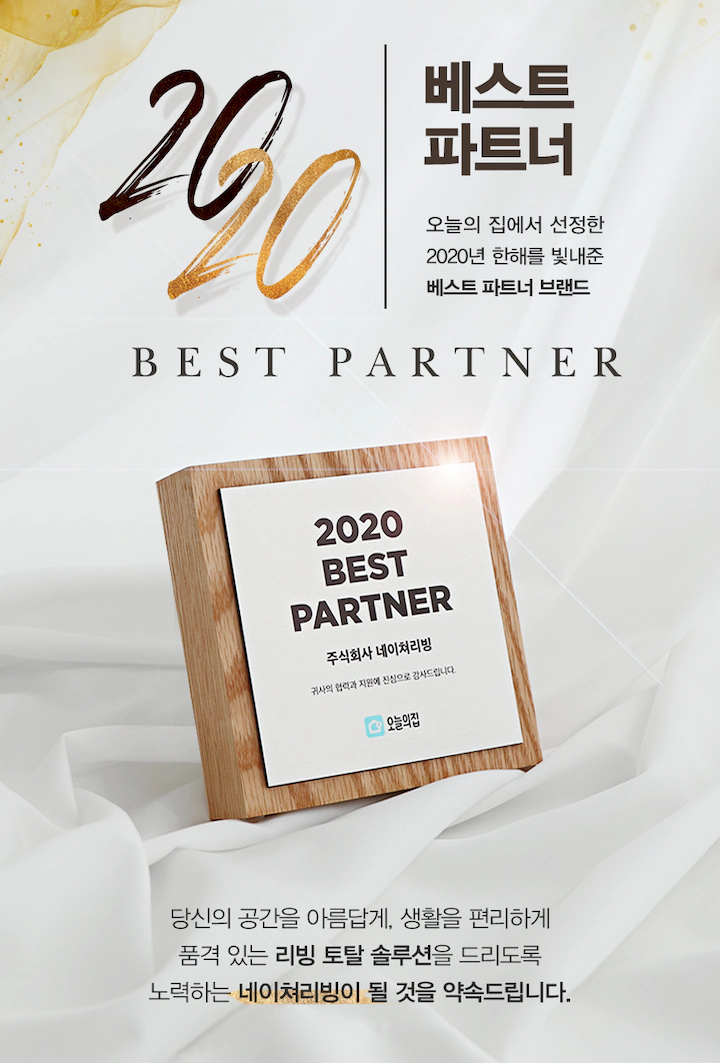 2020
베스트
파트너
오늘의 집에서 선정한
2020년 한해를 빛내준
베스트 파트너 브랜드
BEST PARTNER
2020
BEST
PARTNER
주식회사 네이쳐리빙
귀사의 협력과 지원에 진심으로 감사드립니다.
오늘의집
당신의 공간을 아름답게, 생활을 편리하게
품격 있는 리빙 토탈 솔루션을 드리도록
노력하는 네이쳐리빙이 될 것을 약속드립니다.